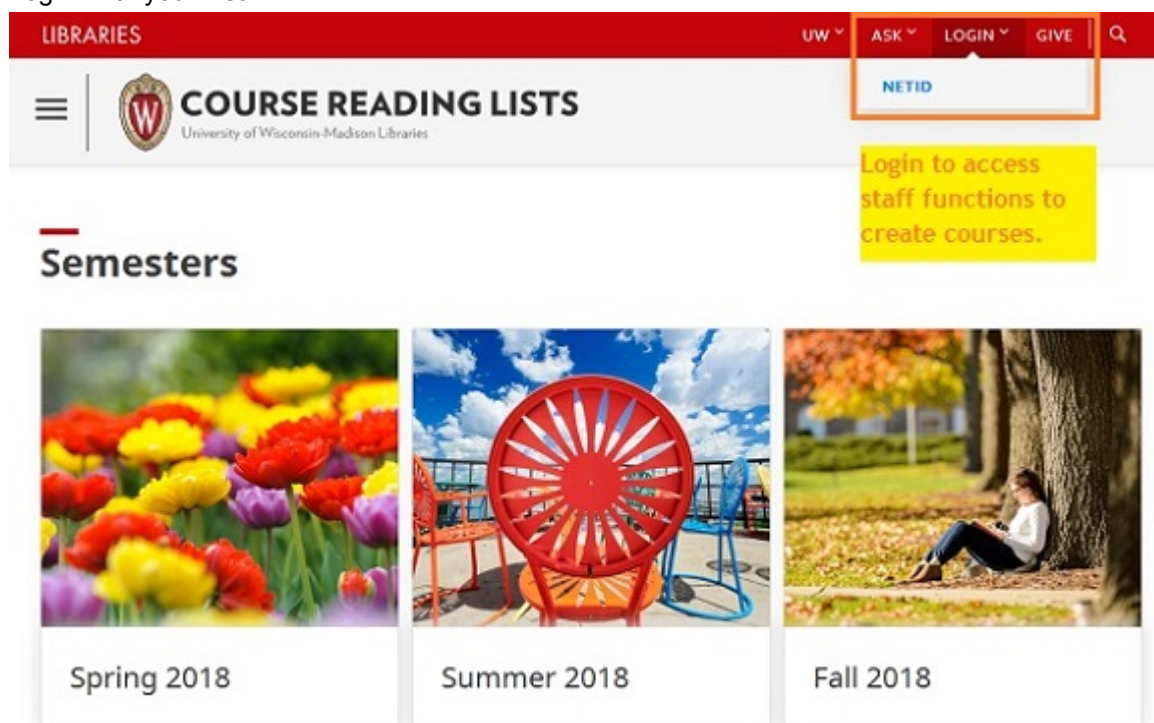 LIBRARIES
UW ASK LOGIN GIVE
NETID
W
COURSE READING LISTS
University of Wisconsin-Madison Libraries
Login to access
staff functions to
create courses.
Semesters
Spring 2018
Summer 2018
Fall 2018